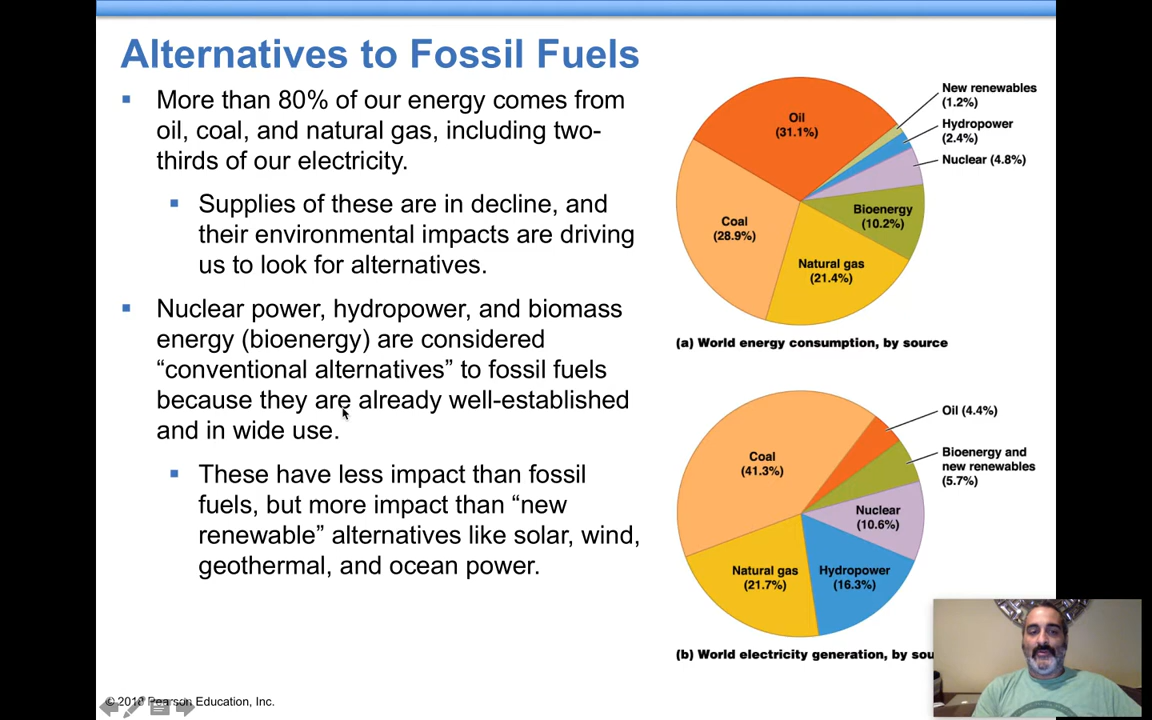 Alternatives to Fossil Fuels
More than 80% of our energy comes from
oil, coal, and natural gas, including two-
thirds of our electricity.
Supplies of these are in decline, and
their environmental impacts are driving
us to look for alternatives.
Nuclear power, hydropower, and biomass
energy (bioenergy) are considered
“conventional alternatives” to fossil fuels
because they are already well-established
and in wide use.
These have less impact than fossil
fuels, but more impact than “new
renewable” alternatives like solar, wind,
geothermal, and ocean power.
Oil
(31.1%)
New renewables
(1.2%)
Hydropower
(2.4%)
Nuclear (4.8%)
Bioenergy
(10.2%)
Natural gas
(21.4%)
Coal
(28.9%)
(a) World energy consumption, by source
Coal
(41.3%)
Oil (4.4%)
Bioenergy and
new renewables
(5.7%)
Nuclear
(10.6%)
Hydropower
(16.3%)
Natural gas
(21.7%)
(b) World electricity generation, by sou
© Pearson Education, Inc.